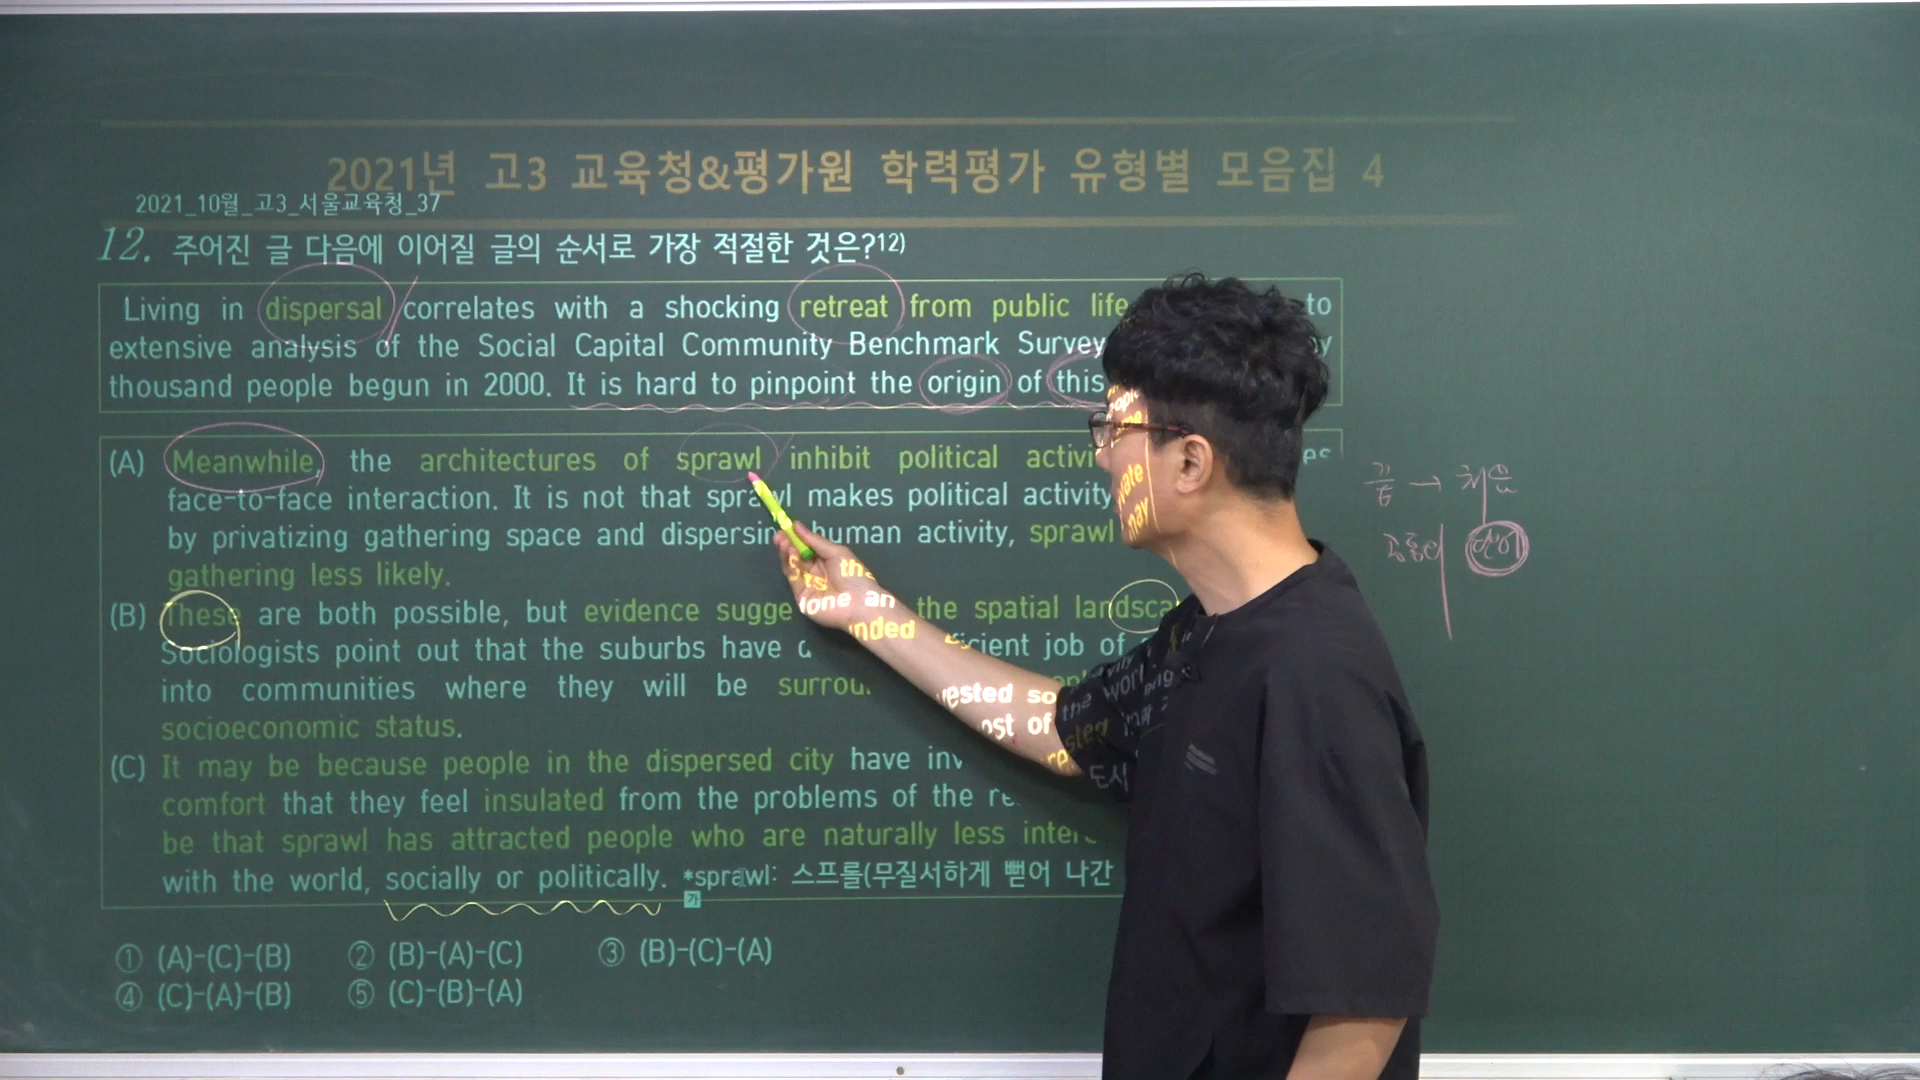 2021년 고3 교육청&평가원 학력평가 유형별 모음집 4
2021_10월_고3_서울교육청_37
12. 주어진 글 다음에 이어질 글의 순서로 가장 적절한 것은?12)
Living in dispersal correlates with a shocking retreat from public life to
extensive analysis of the Social Capital Community Benchmark Survey
thousand people begun in 2000. It is hard to pinpoint the origin of this
(A) Meanwhile, the architectures of sprawl inhibit political
face-to-face interaction. It is not that sprawl makes political activity
by privatizing gathering space and dispersing human activity, sprawl
gathering less likely.
(B) These are both possible, but evidence the spatial
Sociologists point out that the suburbs have job of
into communities where they will be
socioeconomic status.
(C) It may be because people in the dispersed city have
comfort that they feel insulated from the problems of the
be that sprawl has attracted people who are naturally less
with the world, socially or politically. *sprawl: 스프롤(무질서하게 뻗어 나간
가
① (A)-(C)-(B) ② (B)-(A)-(C) ③ (B)-(C)-(A)
④ (C)-(A)-(B) ⑤ (C)-(B)-(A)
끝 → 처음